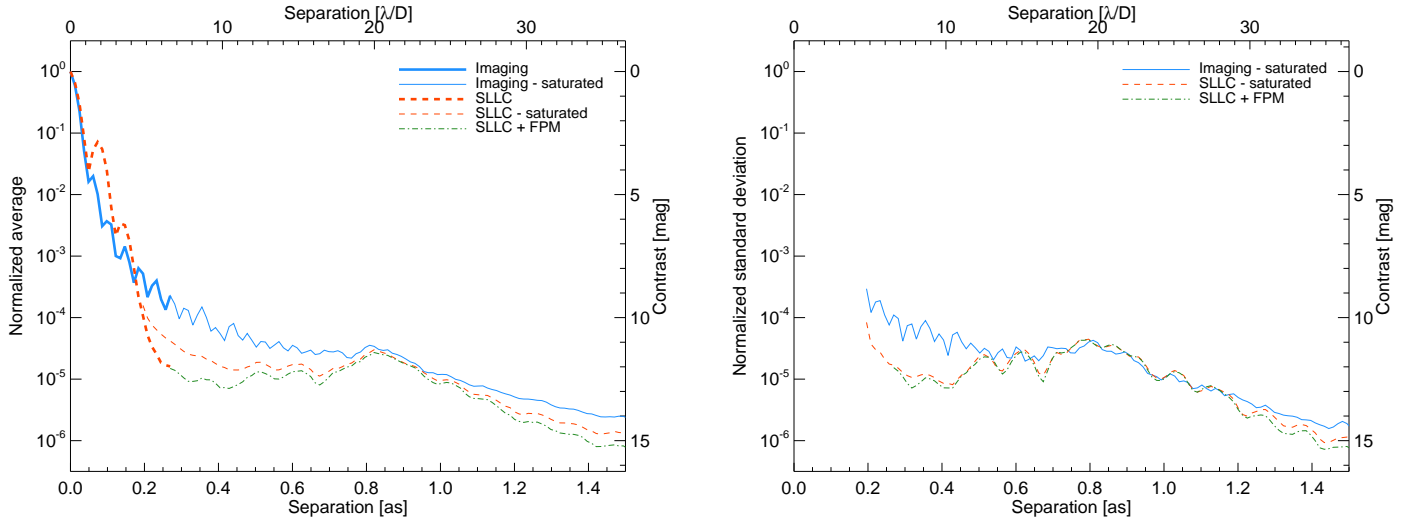 Separation [λ/D]
0 10 20 30
10⁰
10⁻¹
10⁻²
10⁻³
10⁻⁴
10⁻⁵
10⁻⁶
Normalized average
Imaging
Imaging - saturated
SLLC
SLLC - saturated
SLLC + FPM
0
5
10
15
Contrast [mag]
0.0 0.2 0.4 0.6 0.8 1.0 1.2 1.4
Separation [as]
Separation [λ/D]
0 10 20 30
10⁰
10⁻¹
10⁻²
10⁻³
10⁻⁴
10⁻⁵
10⁻⁶
Normalized standard deviation
Imaging - saturated
SLLC - saturated
SLLC + FPM
0
5
10
15
Contrast [mag]
0.0 0.2 0.4 0.6 0.8 1.0 1.2 1.4
Separation [as]